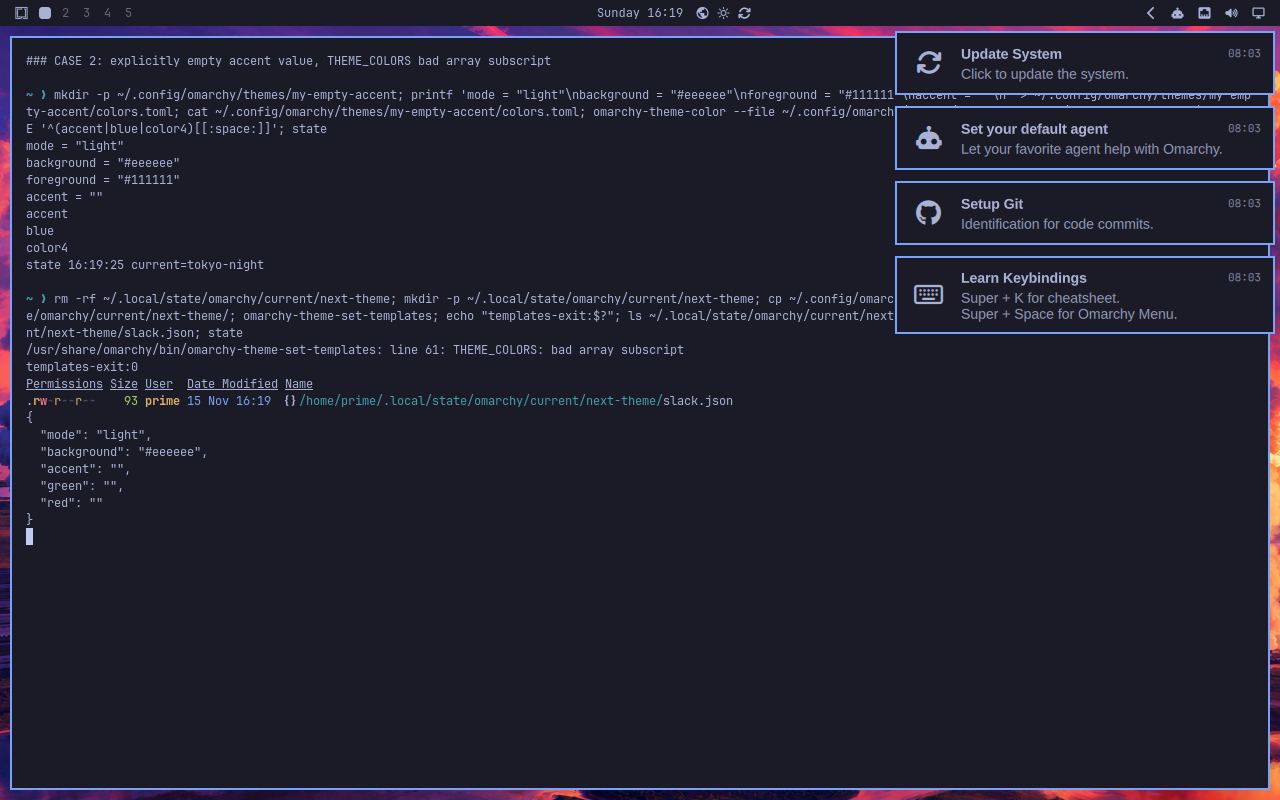 2 3 4 5
Sunday 16:19
### CASE 2: explicitly empty accent value, THEME_COLORS bad array subscript
~ ❯ mkdir -p ~/.config/omarchy/themes/my-empty-accent; printf 'mode = "light"\nbackground = "#eeeeee"\nforeground = "#111111
ty-accent/colors.toml; cat ~/.config/omarchy/themes/my-empty-accent/colors.toml; omarchy-theme-color --file ~/.config/omarch
E '^(accent|blue|color4)[[:space:]]'; state
mode = "light"
background = "#eeeeee"
foreground = "#111111"
accent = ""
accent
blue
color4
state 16:19:25 current=tokyo-night
~ ❯ rm -rf ~/.local/state/omarchy/current/next-theme; mkdir -p ~/.local/state/omarchy/current/next-theme; cp ~/.config/omarc
e/omarchy/current/next-theme/; omarchy-theme-set-templates; echo "templates-exit:$?"; ls ~/.local/state/omarchy/current/next
nt/next-theme/slack.json; state
/usr/share/omarchy/bin/omarchy-theme-set-templates: line 61: THEME_COLORS: bad array subscript
templates-exit:0
Permissions Size User Date Modified Name
.rw-r--r-- 93 prime 15 Nov 16:19 {} /home/prime/.local/state/omarchy/current/next-theme/slack.json
{
"mode": "light",
"background": "#eeeeee",
"accent": "",
"green": "",
"red": ""
}
Update System 08:03
Click to update the system.
Set your default agent 08:03
Let your favorite agent help with Omarchy.
Setup Git 08:03
Identification for code commits.
Learn Keybindings 08:03
Super + K for cheatsheet.
Super + Space for Omarchy Menu.